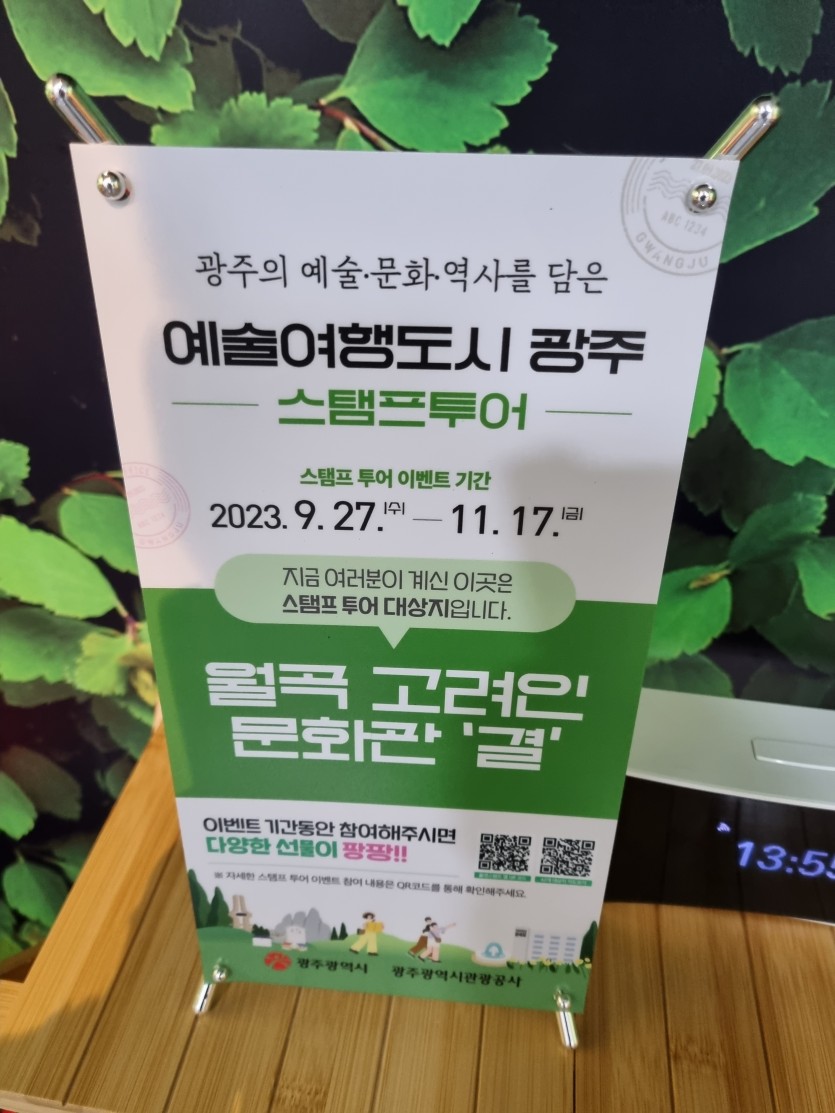 ABC 1234
GWANGJU
광주의 예술·문화·역사를 담은
예술여행도시 광주
스탬프투어
스탬프 투어 이벤트 기간
2023. 9. 27.(수) — 11. 17.(금)
지금 여러분이 계신 이곳은
스탬프 투어 대상지입니다.
월곡 고려인
문화관 '결'
이벤트 기간동안 참여해주시면
다양한 선물이 팡팡!!
※ 자세한 스탬프 투어 이벤트 참여 내용은 QR코드를 통해 확인해주세요.
광주광역시 광주광역시관광공사
13:55